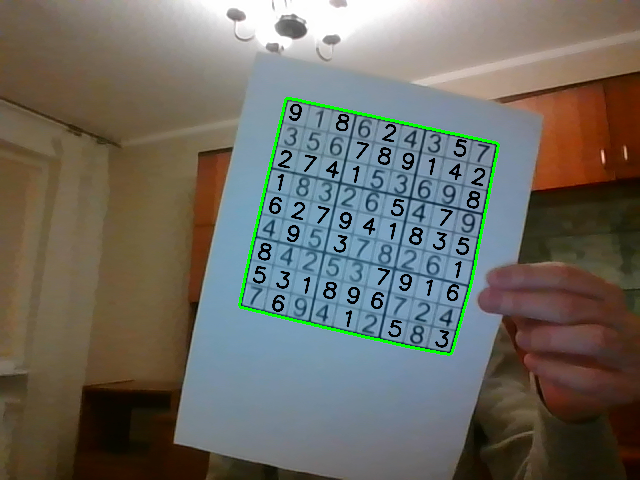 9 1 8 6 2 4 3 5 7
3 5 6 7 8 9 1 4 2
2 7 4 1 5 3 6 9 8
1 8 3 2 6 5 4 7 9
6 2 7 9 4 1 8 3 5
4 9 5 3 7 8 2 6 1
8 4 2 5 3 7 9 1 6
5 3 1 8 9 6 7 2 4
7 6 9 4 1 2 5 8 3